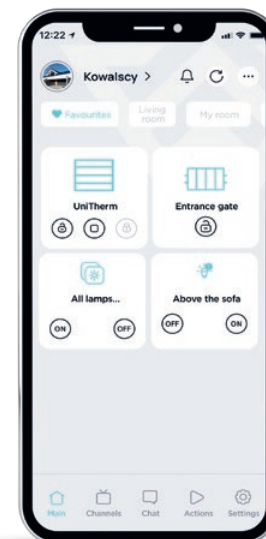 12:22
Kowalscy >
Favourites
Living
room
My room
UniTherm
Entrance gate
All lamps...
Above the sofa
ON
OFF
OFF
ON
Main
Channels
Chat
Actions
Settings